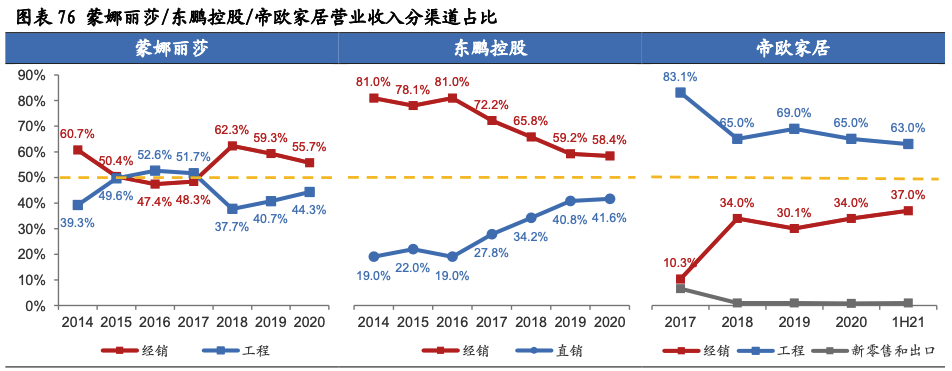 图表 76 蒙娜丽莎/东鹏控股/帝欧家居营业收入分渠道占比
蒙娜丽莎 东鹏控股 帝欧家居
90%
80%
70%
60%
50%
40%
30%
20%
10%
0%
60.7% 50.4% 52.6% 51.7% 62.3% 59.3% 55.7%
39.3% 49.6% 47.4% 48.3% 37.7% 40.7% 44.3%
2014 2015 2016 2017 2018 2019 2020
经销 工程
81.0% 78.1% 81.0% 72.2% 65.8% 59.2% 58.4%
19.0% 22.0% 19.0% 27.8% 34.2% 40.8% 41.6%
2014 2015 2016 2017 2018 2019 2020
经销 直销
83.1% 65.0% 69.0% 65.0% 63.0%
10.3% 34.0% 30.1% 34.0% 37.0%
2017 2018 2019 2020 1H21
经销 工程 新零售和出口